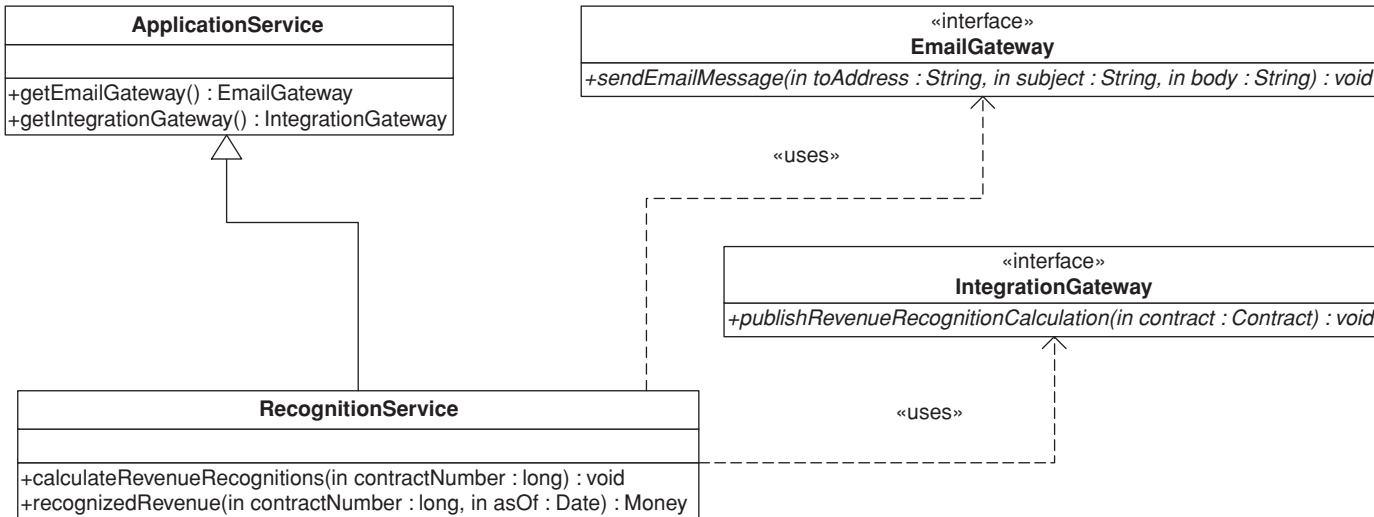 ApplicationService
+getEmailGateway() : EmailGateway
+getIntegrationGateway() : IntegrationGateway
«interface»
EmailGateway
+sendEmailMessage(in toAddress : String, in subject : String, in body : String) : void
«uses»
«interface»
IntegrationGateway
+publishRevenueRecognitionCalculation(in contract : Contract) : void
«uses»
RecognitionService
+calculateRevenueRecognitions(in contractNumber : long) : void
+recognizedRevenue(in contractNumber : long, in asOf : Date) : Money